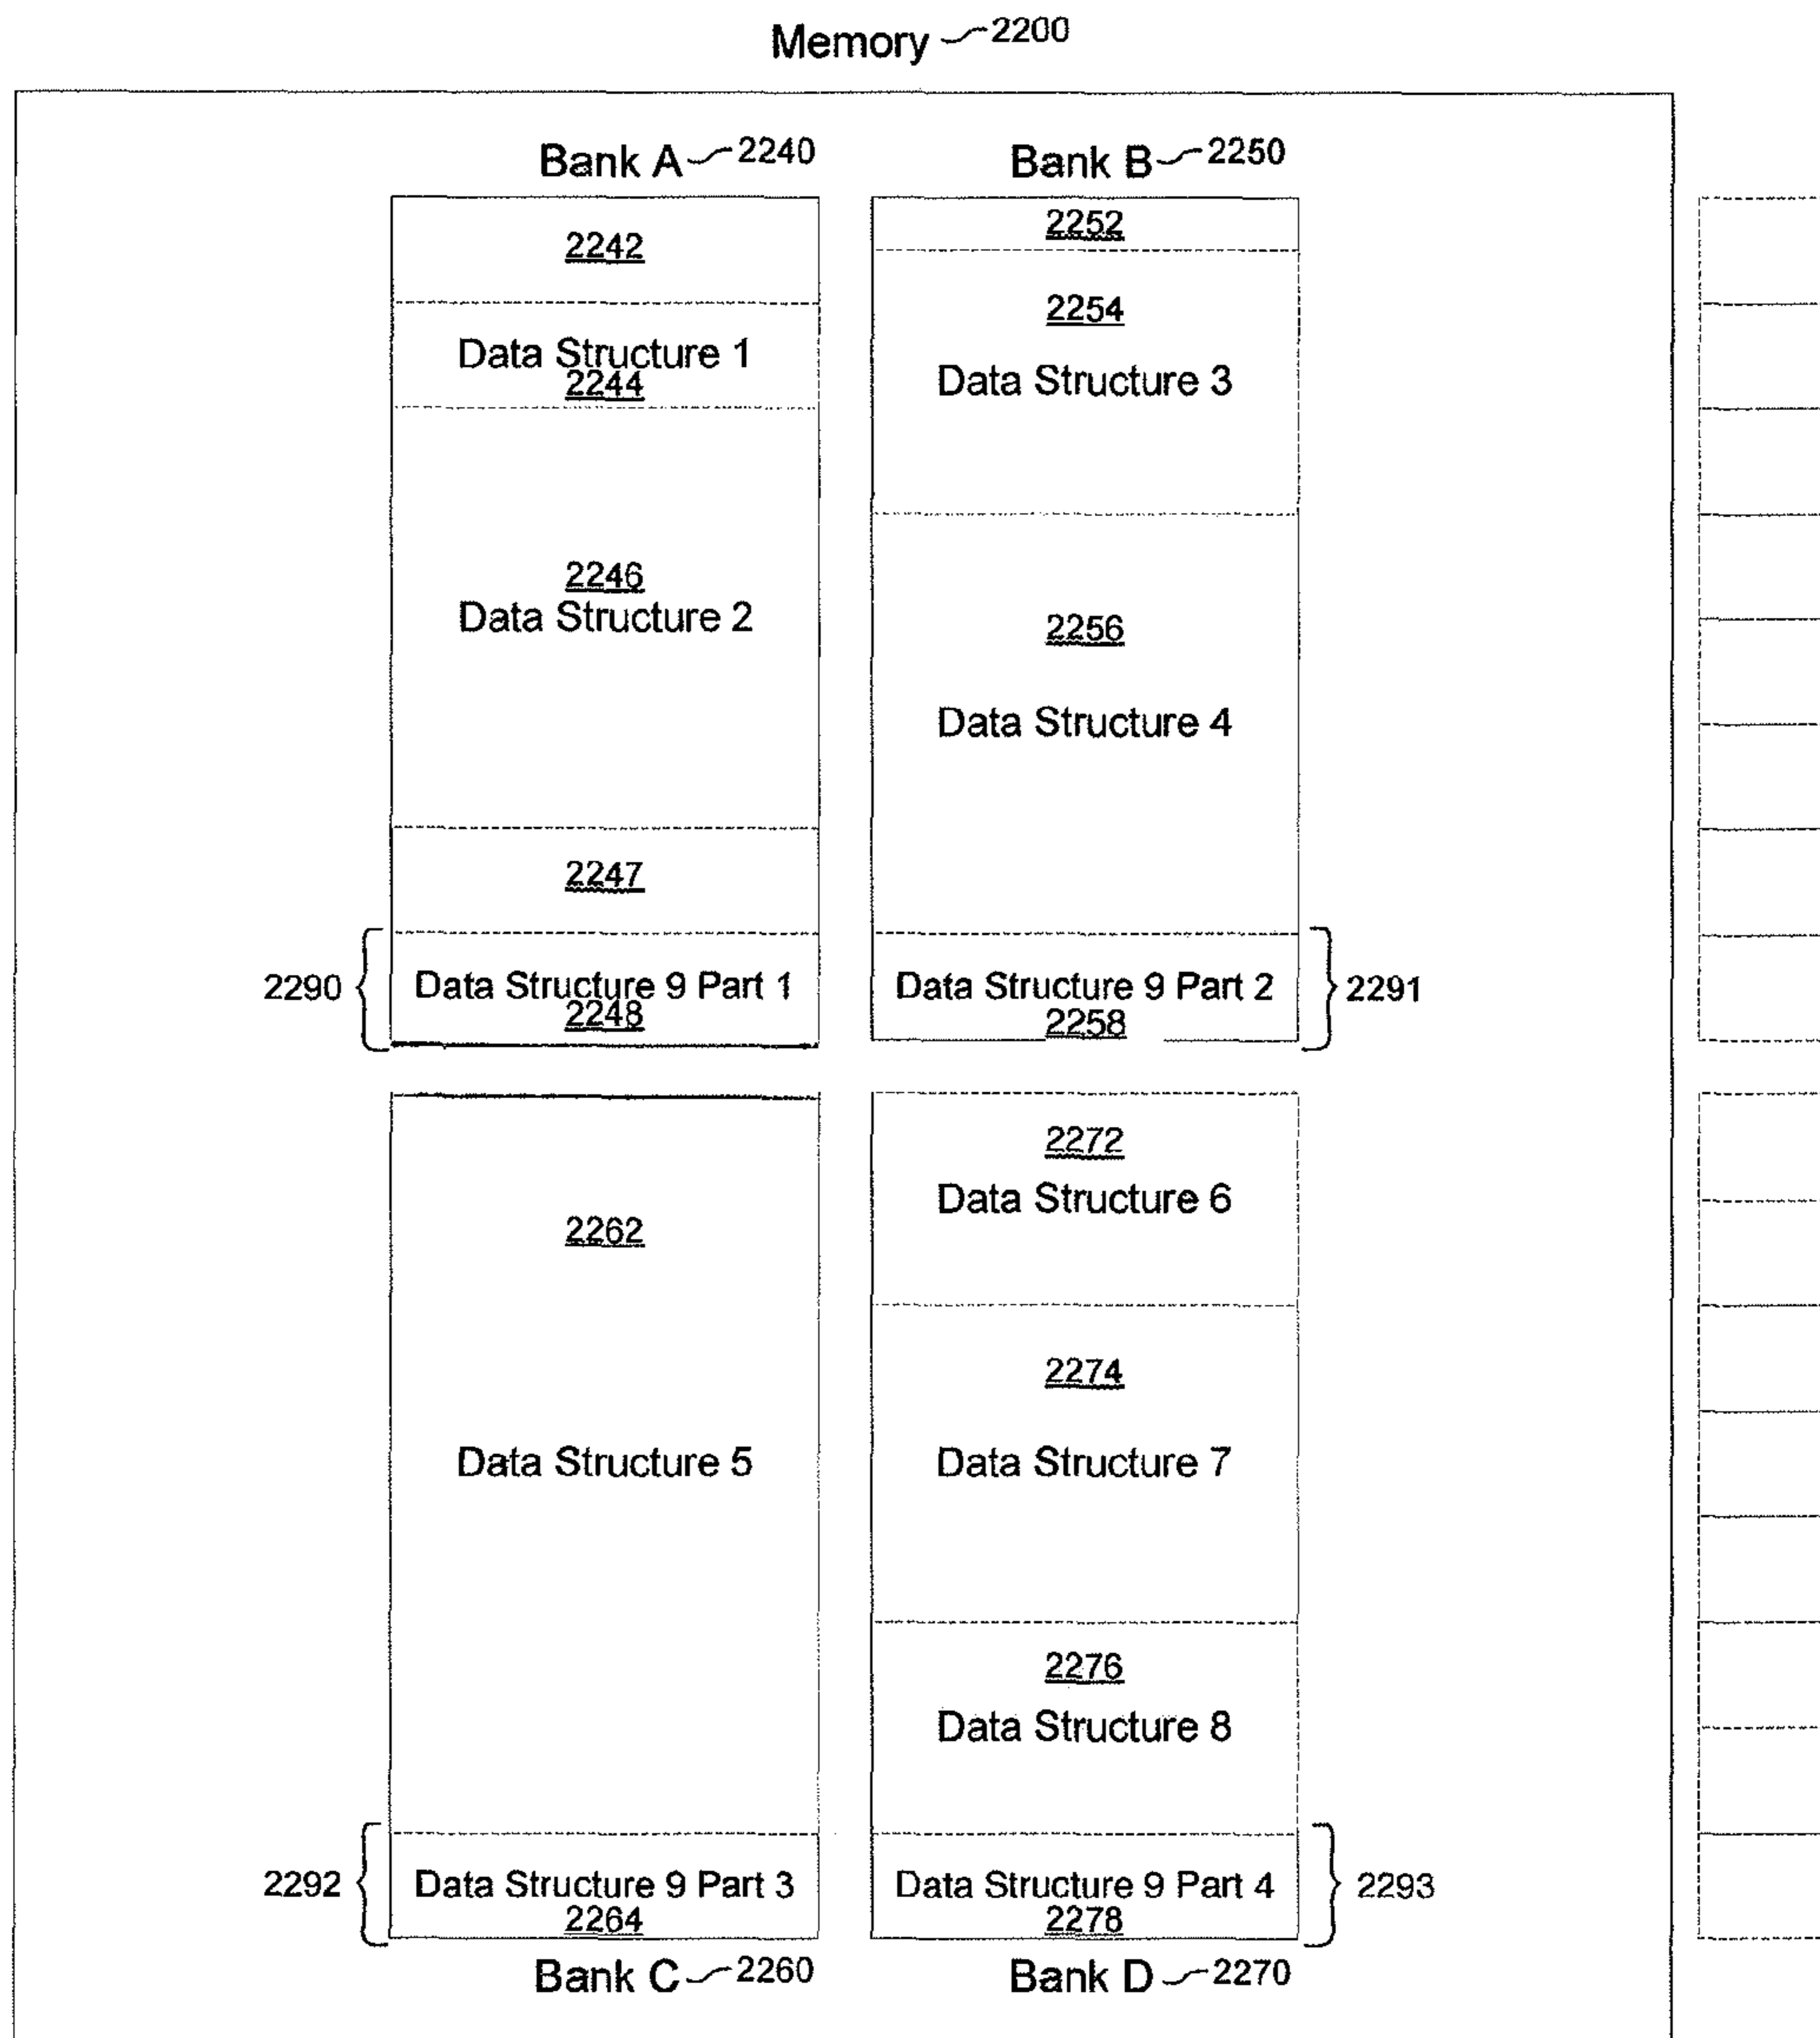 Memory 2200
Bank A 2240
Bank B 2250
2242
Data Structure 1
2244
2246
Data Structure 2
2247
2290
Data Structure 9 Part 1
2248
2252
2254
Data Structure 3
2256
Data Structure 4
Data Structure 9 Part 2
2258
2291
2262
Data Structure 5
2292
Data Structure 9 Part 3
2264
Bank C 2260
2272
Data Structure 6
2274
Data Structure 7
2276
Data Structure 8
Data Structure 9 Part 4
2278
2293
Bank D 2270